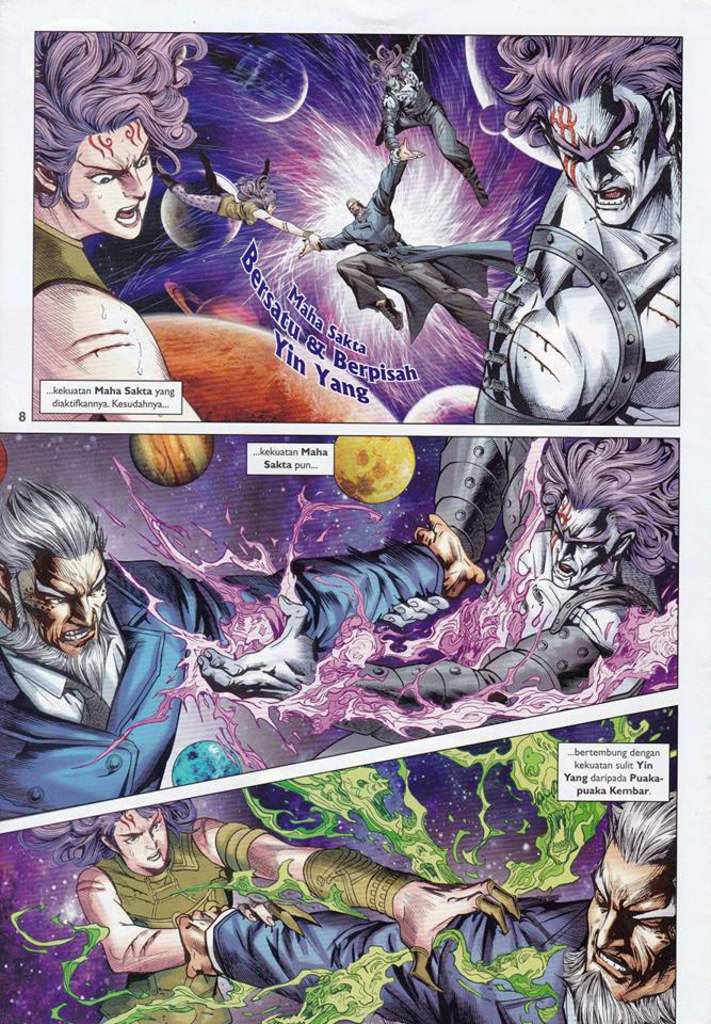 Maha Sakta
Bersatu & Berpisah
Yin Yang
...kekuatan Maha Sakta yang
diaktifkannya. Kesudahnya...
8
...kekuatan Maha
Sakta pun...
...bertembung dengan
kekuatan sulit Yin
Yang daripada Puaka-
puaka Kembar.